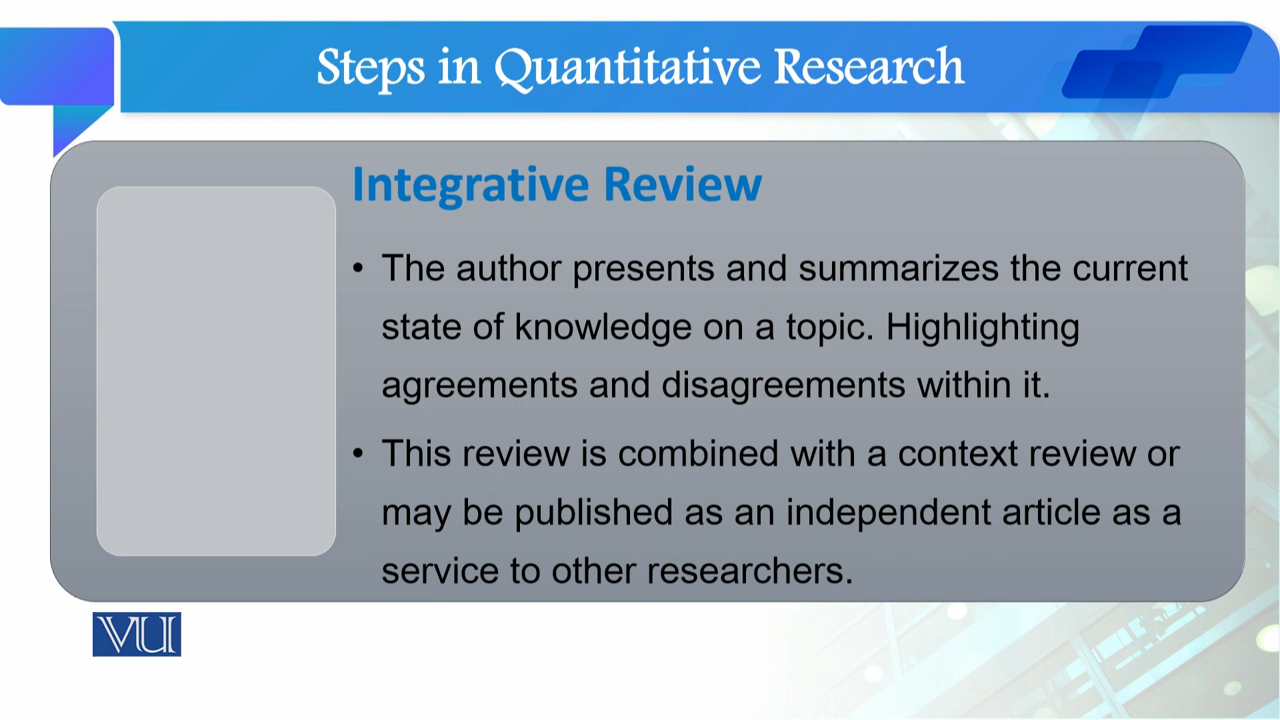 Steps in Quantitative Research
Integrative Review
• The author presents and summarizes the current
state of knowledge on a topic. Highlighting
agreements and disagreements within it.
• This review is combined with a context review or
may be published as an independent article as a
service to other researchers.
VU